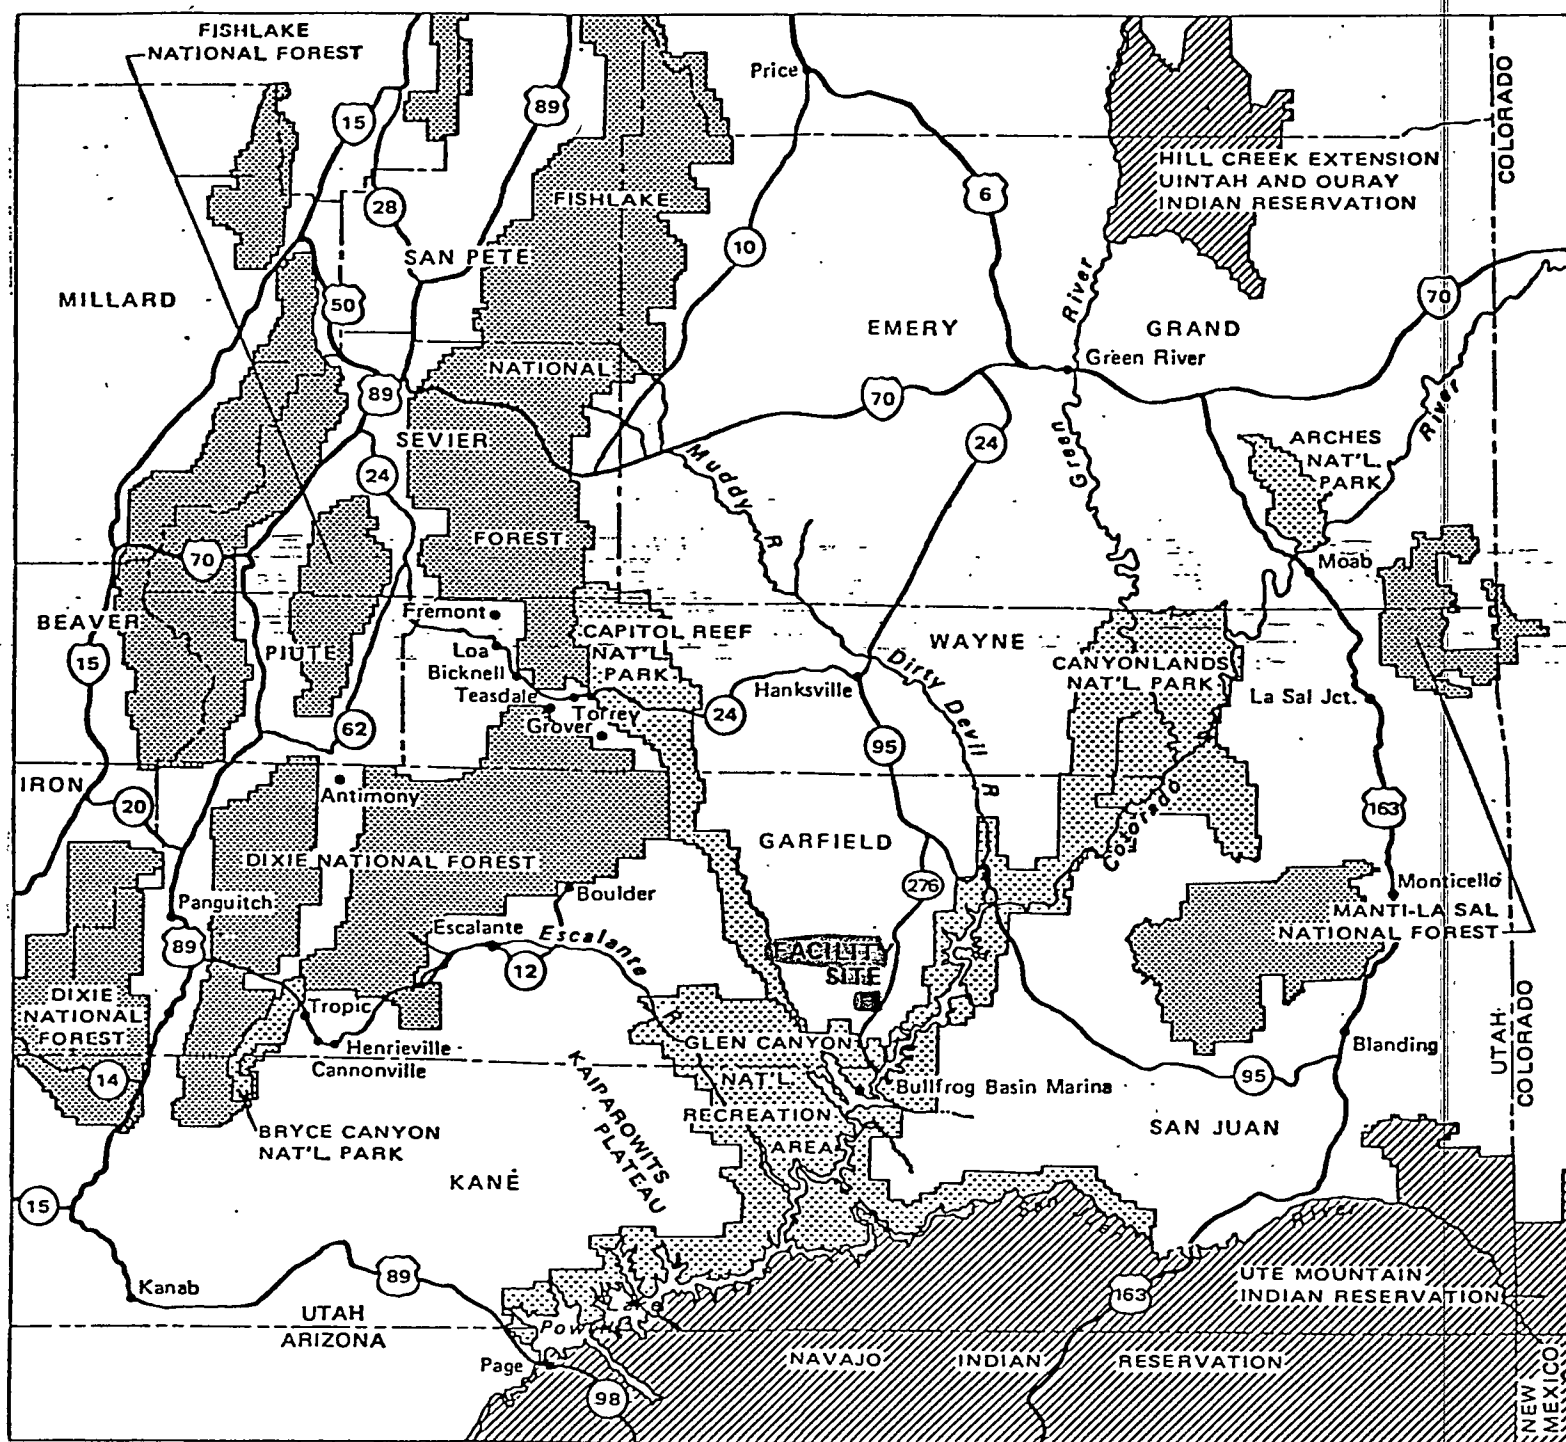 FISHLAKE
NATIONAL FOREST
Price
COLORADO
15
89
HILL CREEK EXTENSION
UINTAH AND OURAY
INDIAN RESERVATION
FISHLAKE
6
28
10
SAN PETE
MILLARD
50
River
70
EMERY
GRAND
Green River
NATIONAL
89
70
River
SEVIER
24
ARCHES
NAT'L.
PARK
24
Muddy
R
Green
FOREST
70
Moab
Fremont
BEAVER
CAPITOL REEF
NAT'L.
PARK
WAYNE
PIUTE
Loa
Bicknell
Teasdale
15
Dirty Devil
R
CANYONLANDS
NAT'L. PARK
Hanksville
La Sal Jct.
Torrey
Grover
24
62
95
IRON
Antimony
20
163
Colorado
GARFIELD
DIXIE NATIONAL FOREST
276
Boulder
Monticello
Panguitch
MANTI-LA SAL
NATIONAL FOREST
Escalante
Escalante
R
89
FACILITY
SITE
12
DIXIE
NATIONAL
FOREST
Tropic
UTAH
COLORADO
GLEN CANYON
NAT'L.
RECREATION
AREA
Henrieville
Cannonville
Blanding
14
95
KAIPAROWITS
PLATEAU
Bullfrog Basin Marina
BRYCE CANYON
NAT'L. PARK
SAN JUAN
KANE
15
San Juan
River
89
Kanab
163
UTE MOUNTAIN
INDIAN RESERVATION
UTAH
ARIZONA
Lake
Powell
Page
NAVAJO
INDIAN
RESERVATION
98
NEW
MEXICO